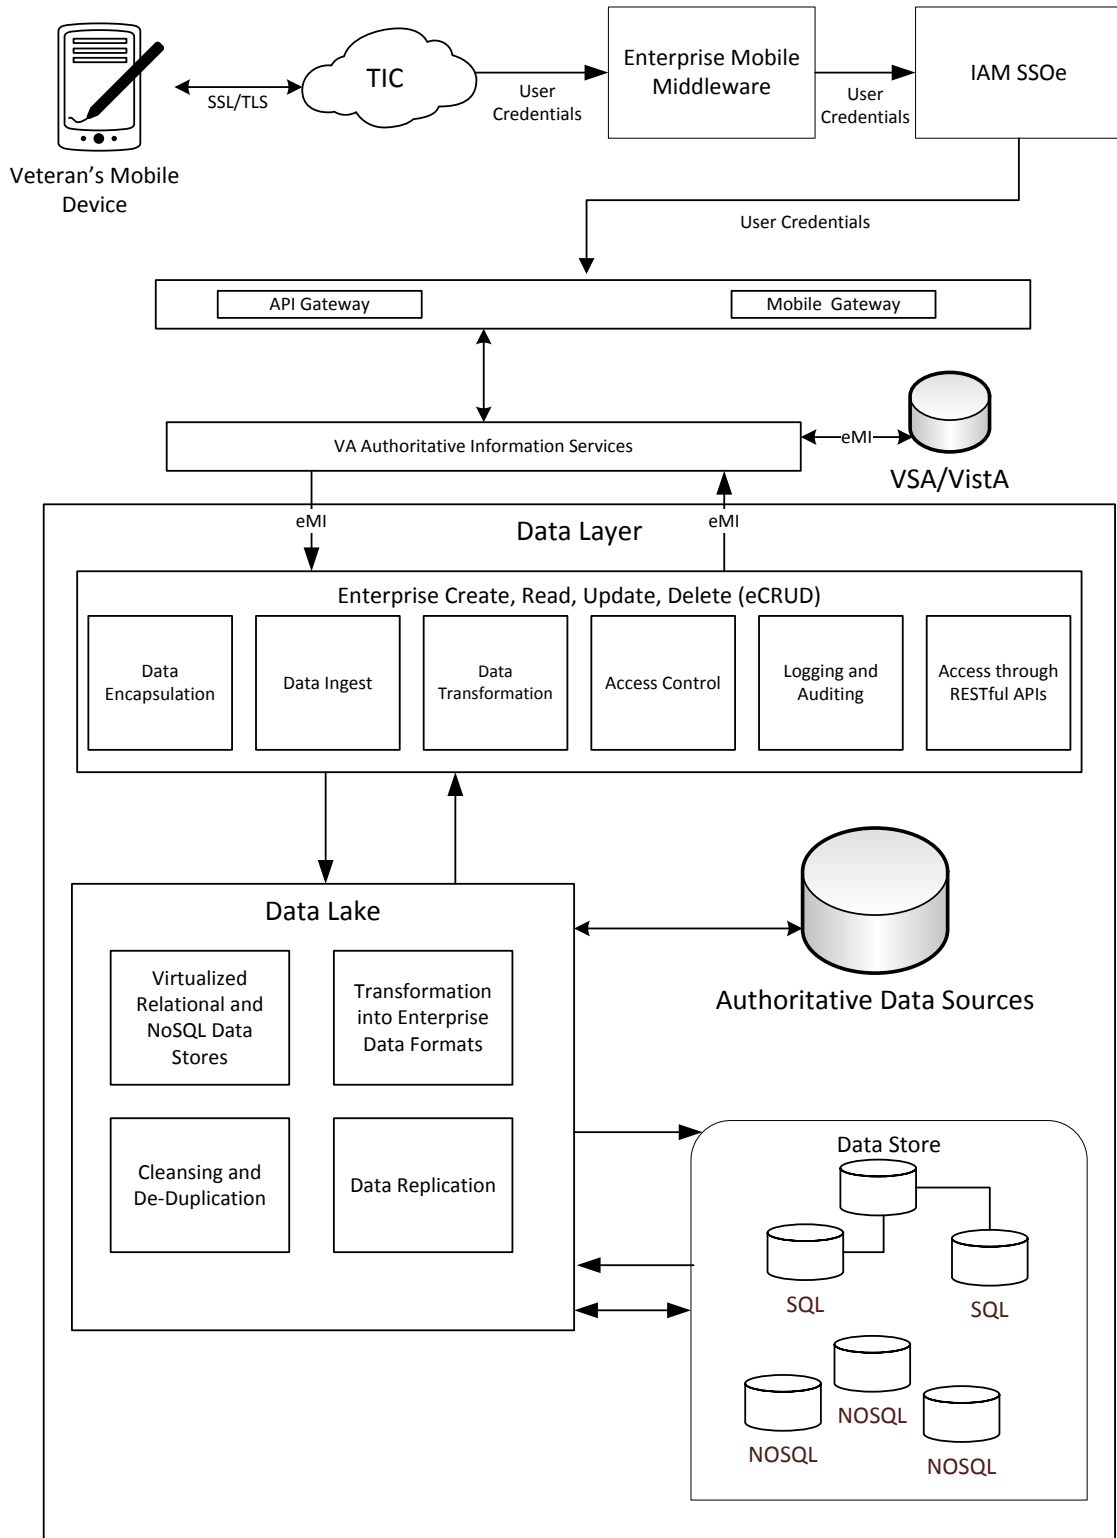 TIC
Enterprise Mobile
Middleware
IAM SSOe
SSL/TLS
User
Credentials
User
Credentials
Veteran's Mobile
Device
User Credentials
API Gateway
Mobile Gateway
VA Authoritative Information Services
eMI
VSA/VistA
eMI
eMI
Data Layer
Enterprise Create, Read, Update, Delete (eCRUD)
Data
Encapsulation
Data Ingest
Data
Transformation
Access Control
Logging and
Auditing
Access through
RESTful APIs
Data Lake
Virtualized
Relational and
NoSQL Data
Stores
Transformation
into Enterprise
Data Formats
Cleansing and
De-Duplication
Data Replication
Authoritative Data Sources
Data Store
SQL
SQL
NOSQL
NOSQL
NOSQL